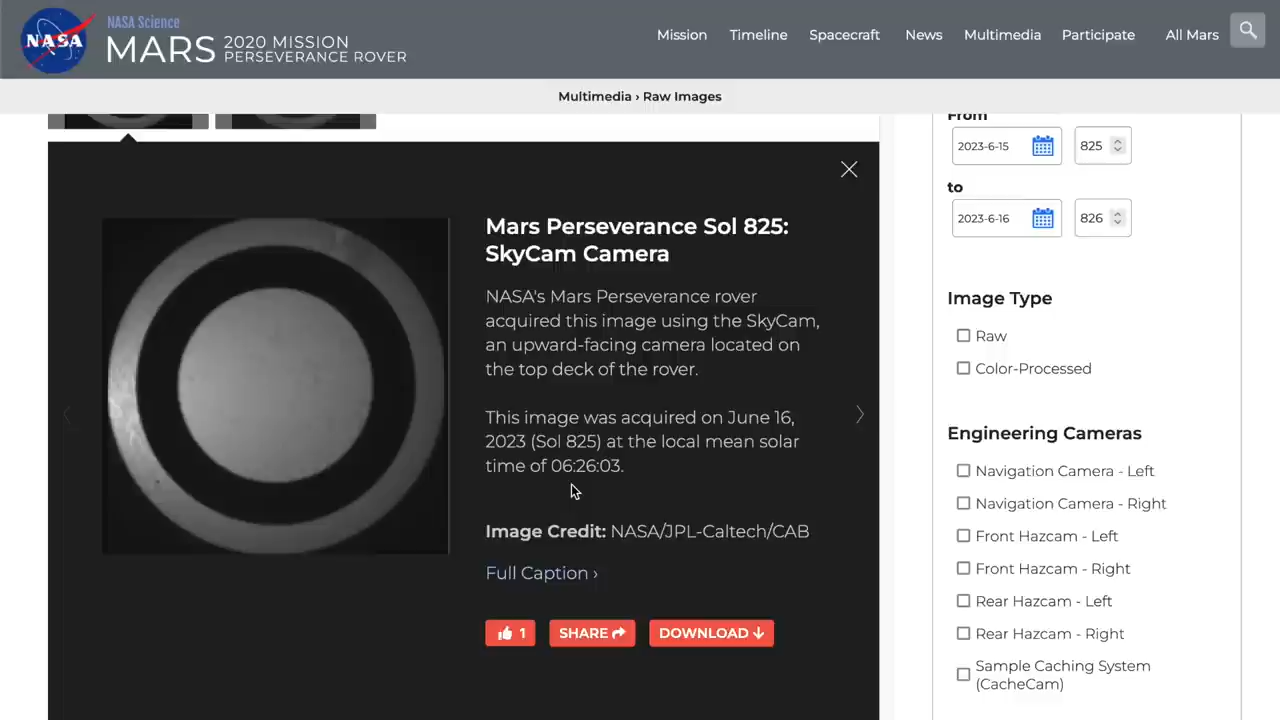 NASA
NASA Science
MARS
2020 MISSION
PERSEVERANCE ROVER
Mission
Timeline
Spacecraft
News
Multimedia
Participate
All Mars
Multimedia › Raw Images
Mars Perseverance Sol 825:
SkyCam Camera
NASA's Mars Perseverance rover
acquired this image using the SkyCam,
an upward-facing camera located on
the top deck of the rover.
This image was acquired on June 16,
2023 (Sol 825) at the local mean solar
time of 06:26:03.
Image Credit: NASA/JPL-Caltech/CAB
Full Caption ›
1
SHARE
DOWNLOAD
From
2023-6-15
825
to
2023-6-16
826
Image Type
Raw
Color-Processed
Engineering Cameras
Navigation Camera - Left
Navigation Camera - Right
Front Hazcam - Left
Front Hazcam - Right
Rear Hazcam - Left
Rear Hazcam - Right
Sample Caching System
(CacheCam)